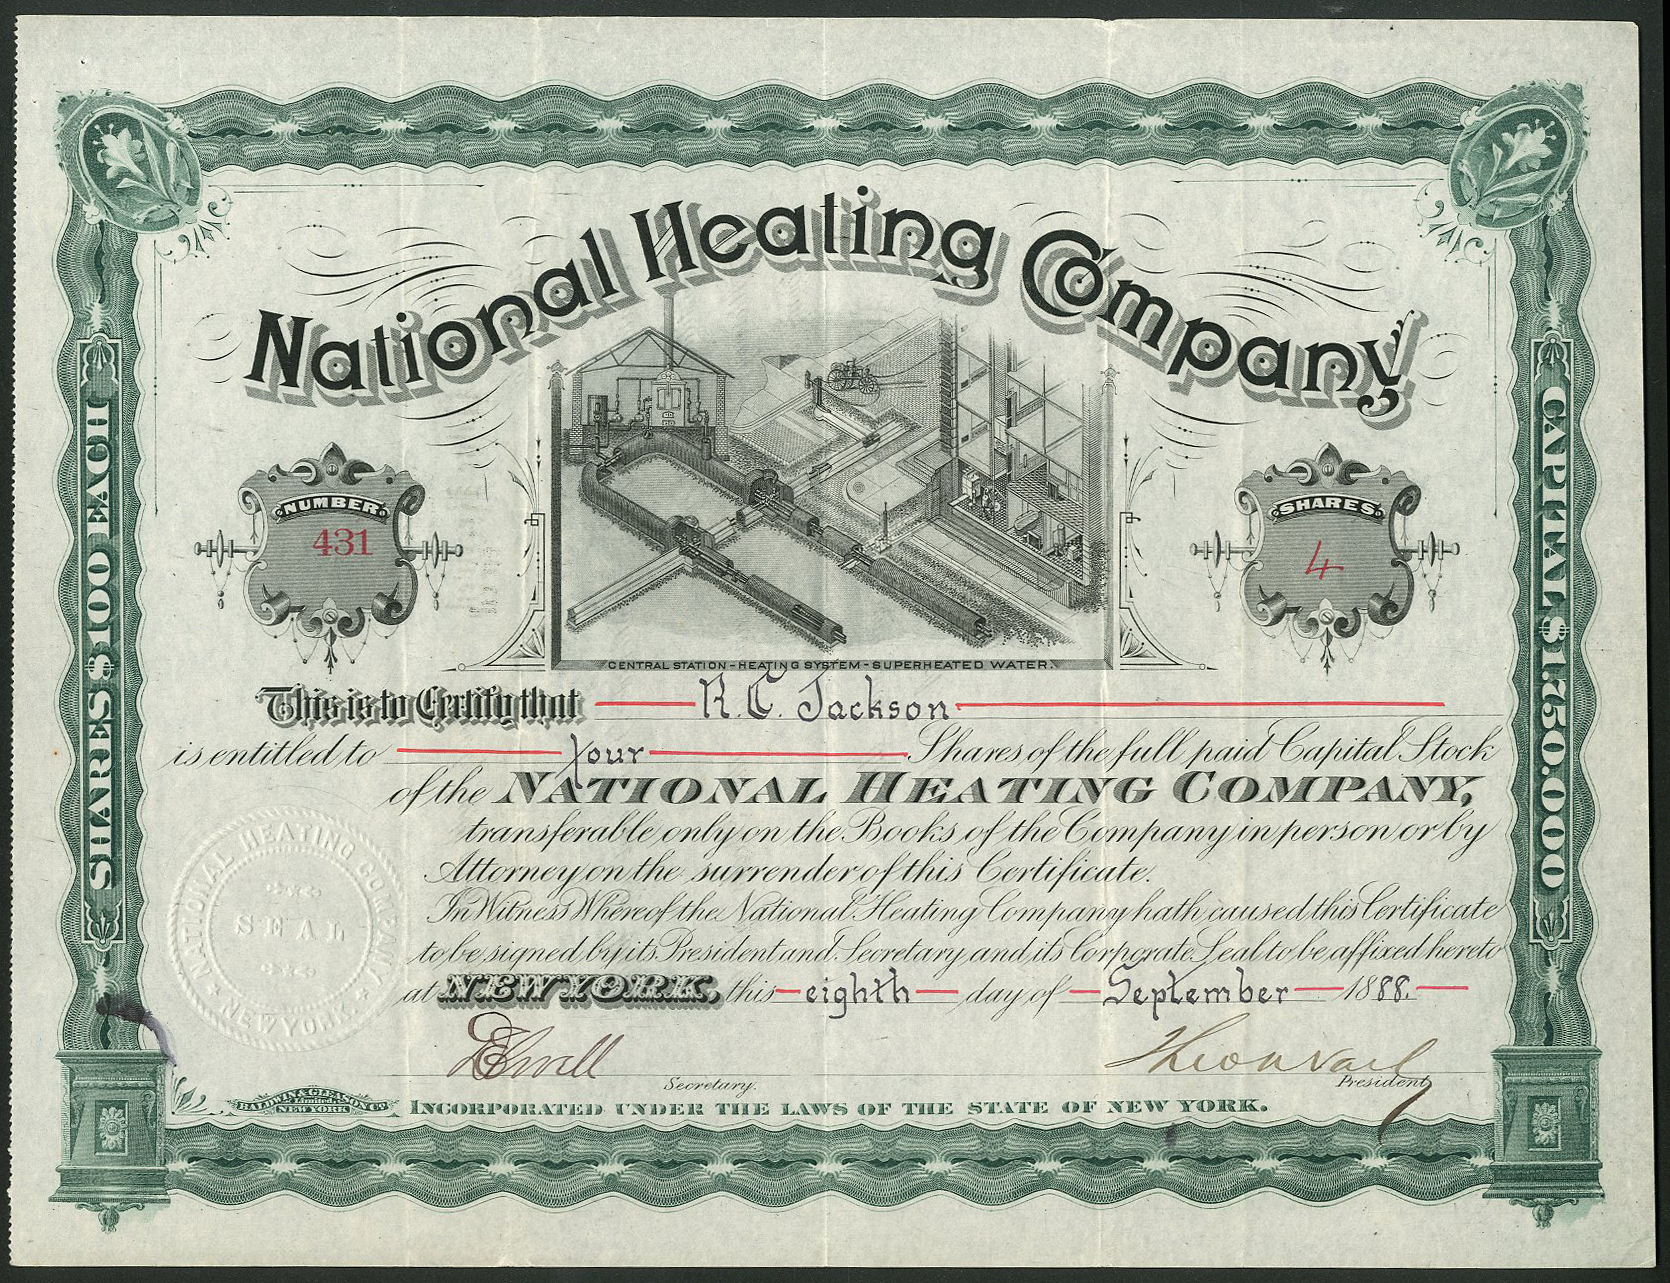 National Heating Company
NUMBER
431
SHARES
4
SHARES $100 EACH
CAPITAL $1.750.000
CENTRAL STATION-HEATING SYSTEM-SUPERHEATED WATER.
This is to Certify that R.C. Jackson
is entitled to four Shares of the full paid Capital Stock
of the NATIONAL HEATING COMPANY,
transferable only on the Books of the Company in person or by
Attorney on the surrender of this Certificate.
In Witness Whereof the National Heating Company hath caused this Certificate
to be signed by its President and Secretary and its Corporate Seal to be affixed hereto
at NEW YORK, this eighth day of September 1888.
NATIONAL HEATING COMPANY
SEAL
NEW YORK.
Secretary.
President
BALDWIN & GLEASON CO
Limited
NEW YORK
INCORPORATED UNDER THE LAWS OF THE STATE OF NEW YORK.